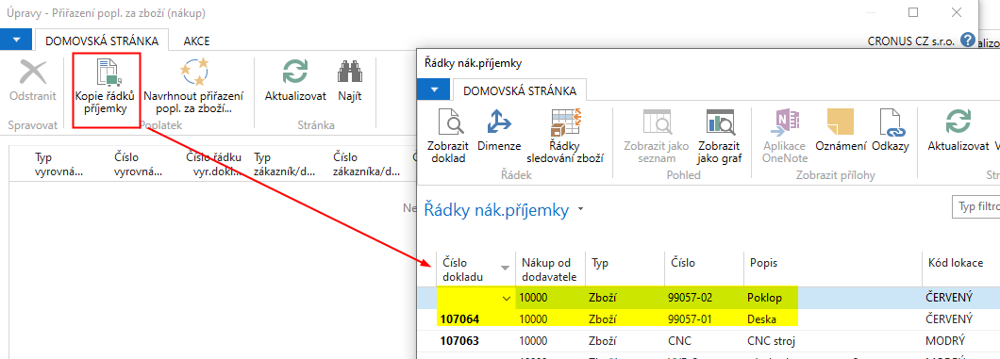 Úpravy - Přiřazení popl. za zboží (nákup)
DOMOVSKÁ STRÁNKA
AKCE
CRONUS CZ s.r.o.
Odstranit
Spravovat
Kopie řádků
příjemky
Navrhnout přiřazení
popl. za zboží...
Poplatek
Aktualizovat
Najít
Stránka
Typ
vyrovná...
Číslo
vyrovná...
Číslo řádku
vyr.dokl...
Typ
zákazník/d...
Číslo
zákazníka/d...
Řádky nák.příjemky
DOMOVSKÁ STRÁNKA
Zobrazit
doklad
Dimenze
Řádky
sledování zboží
Řádek
Zobrazit jako
seznam
Zobrazit
jako graf
Pohled
Aplikace
OneNote
Oznámení
Odkazy
Zobrazit přílohy
Aktualizovat
Řádky nák.příjemky
Typ filtro
Číslo
dokladu
Nákup od
dodavatele
Typ
Číslo
Popis
Kód lokace
10000 Zboží 99057-02 Poklop ČERVENÝ
107064 10000 Zboží 99057-01 Deska ČERVENÝ
107063 10000 Zboží CNC CNC stroj MODRÝ